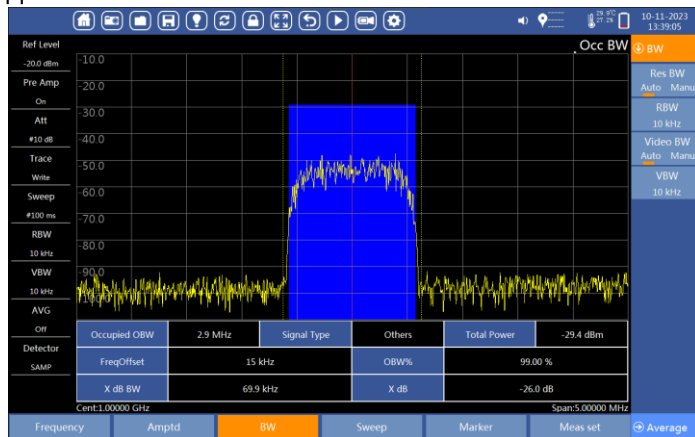 29.9℃
27.2%
10-11-2023
13:39:05
Ref Level
-20.0 dBm
Pre Amp
On
Att
#10 dB
Trace
Write
Sweep
#100 ms
RBW
10 kHz
VBW
10 kHz
AVG
Off
Detector
SAMP
Occ BW
-10.0
-20.0
-30.0
-40.0
-50.0
-60.0
-70.0
-80.0
-90.0
Occupied OBW 2.9 MHz Signal Type Others Total Power -29.4 dBm
FreqOffset 15 kHz OBW% 99.00 %
X dB BW 69.9 kHz X dB -26.0 dB
Cent:1.00000 GHz Span:5.00000 MHz
BW
Res BW
Auto Manu
RBW
10 kHz
Video BW
Auto Manu
VBW
10 kHz
Frequency Amptd BW Sweep Marker Meas set Average